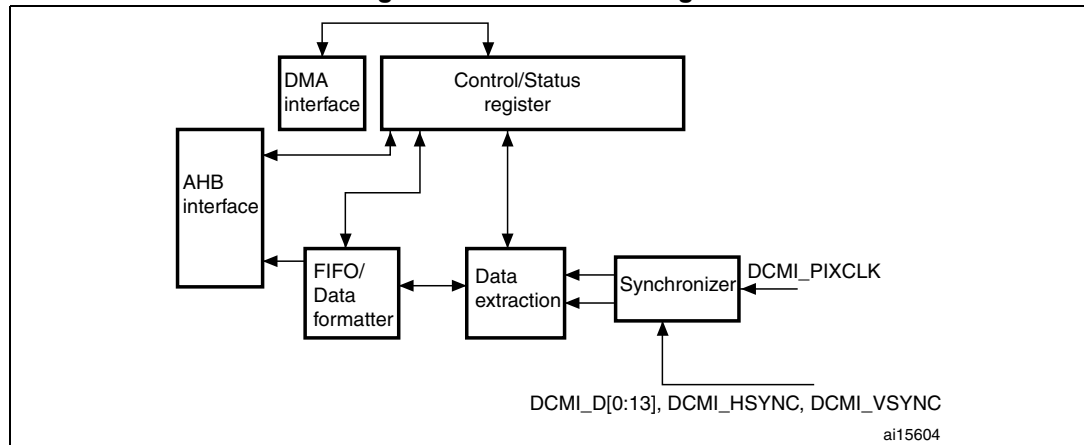 DMA
interface
Control/Status
register
AHB
interface
FIFO/
Data
formatter
Data
extraction
Synchronizer
DCMI_PIXCLK
DCMI_D[0:13], DCMI_HSYNC, DCMI_VSYNC
ai15604